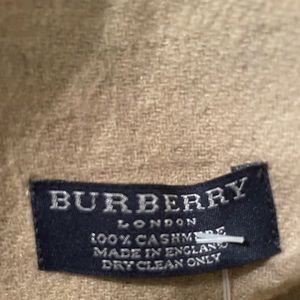 BURBERRY
LONDON
100% CASHMERE
MADE IN ENGLAND
DRY CLEAN ONLY